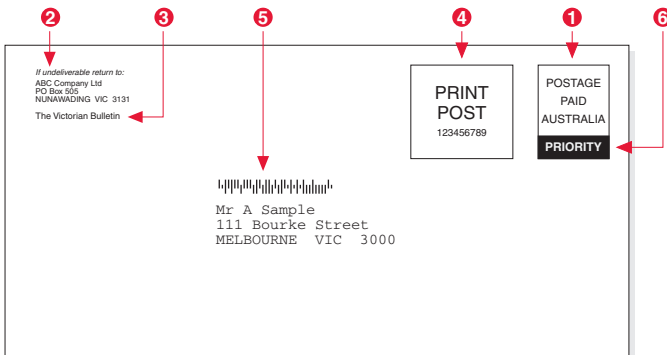 2 3 5 4 1 6
If undeliverable return to:
ABC Company Ltd
PO Box 505
NUNAWADING VIC 3131
The Victorian Bulletin
PRINT
POST
123456789
POSTAGE
PAID
AUSTRALIA
PRIORITY
Mr A Sample
111 Bourke Street
MELBOURNE VIC 3000